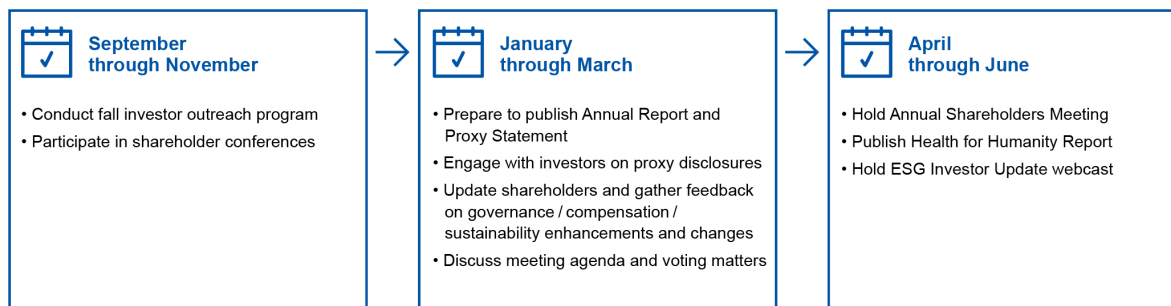 September
through November
• Conduct fall investor outreach program
• Participate in shareholder conferences
January
through March
• Prepare to publish Annual Report and
Proxy Statement
• Engage with investors on proxy disclosures
• Update shareholders and gather feedback
on governance / compensation /
sustainability enhancements and changes
• Discuss meeting agenda and voting matters
April
through June
• Hold Annual Shareholders Meeting
• Publish Health for Humanity Report
• Hold ESG Investor Update webcast